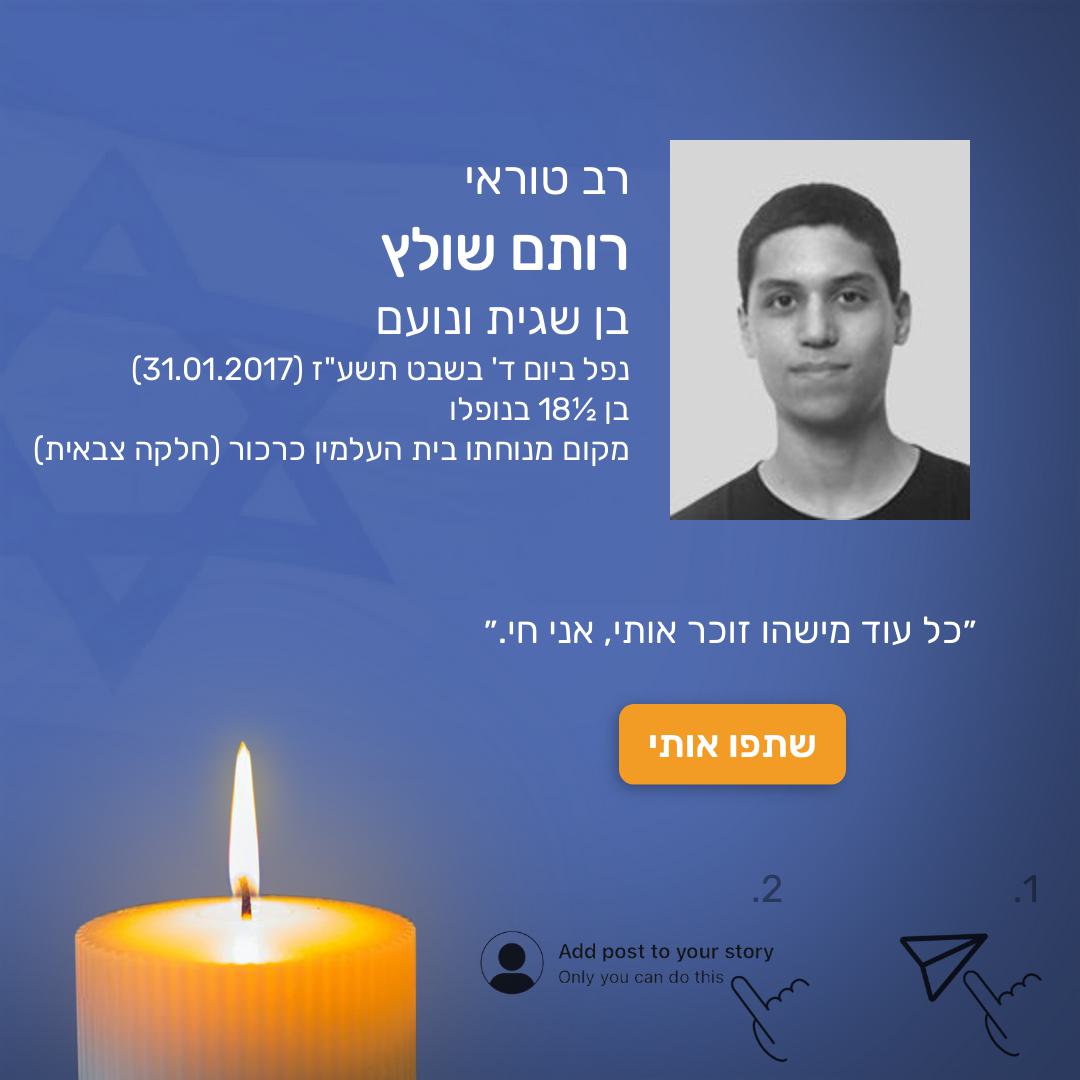 רב טוראי
רותם שולץ
בן שגית ונועם
נפל ביום ד' בשבט תשע"ז (31.01.2017)
בן 18½ בנופלו
מקום מנוחתו בית העלמין כרכור (חלקה צבאית)
״כל עוד מישהו זוכר אותי, אני חי.״
שתפו אותי
1.
2.
Add post to your story
Only you can do this